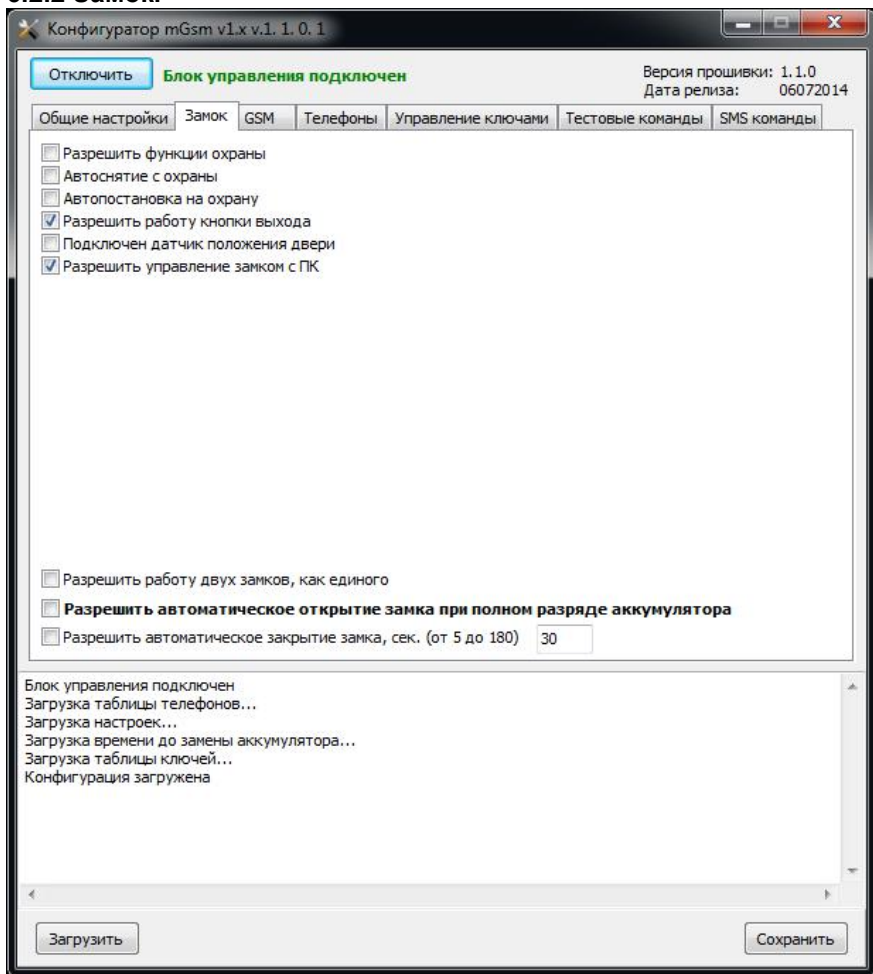 Конфигуратор mGsm v1.x v.1. 1. 0. 1
Отключить Блок управления подключен Версия прошивки: 1.1.0
Дата релиза: 06072014
Общие настройки Замок GSM Телефоны Управление ключами Тестовые команды SMS команды
Разрешить функции охраны
Автоснятие с охраны
Автопостановка на охрану
Разрешить работу кнопки выхода
Подключен датчик положения двери
Разрешить управление замком с ПК
Разрешить работу двух замков, как единого
Разрешить автоматическое открытие замка при полном разряде аккумулятора
Разрешить автоматическое закрытие замка, сек. (от 5 до 180) 30
Блок управления подключен
Загрузка таблицы телефонов...
Загрузка настроек...
Загрузка времени до замены аккумулятора...
Загрузка таблицы ключей...
Конфигурация загружена
Загрузить Сохранить